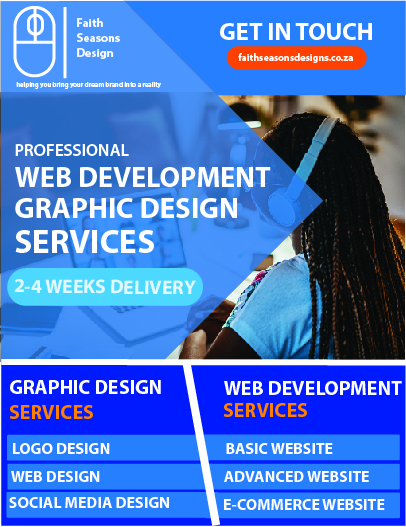 Faith
Seasons
Design
helping you bring your dream brand into a reality
GET IN TOUCH
faithseasonsdesigns.co.za
PROFESSIONAL
WEB DEVELOPMENT
GRAPHIC DESIGN
SERVICES
2-4 WEEKS DELIVERY
GRAPHIC DESIGN
SERVICES
LOGO DESIGN
WEB DESIGN
SOCIAL MEDIA DESIGN
WEB DEVELOPMENT
SERVICES
BASIC WEBSITE
ADVANCED WEBSITE
E-COMMERCE WEBSITE